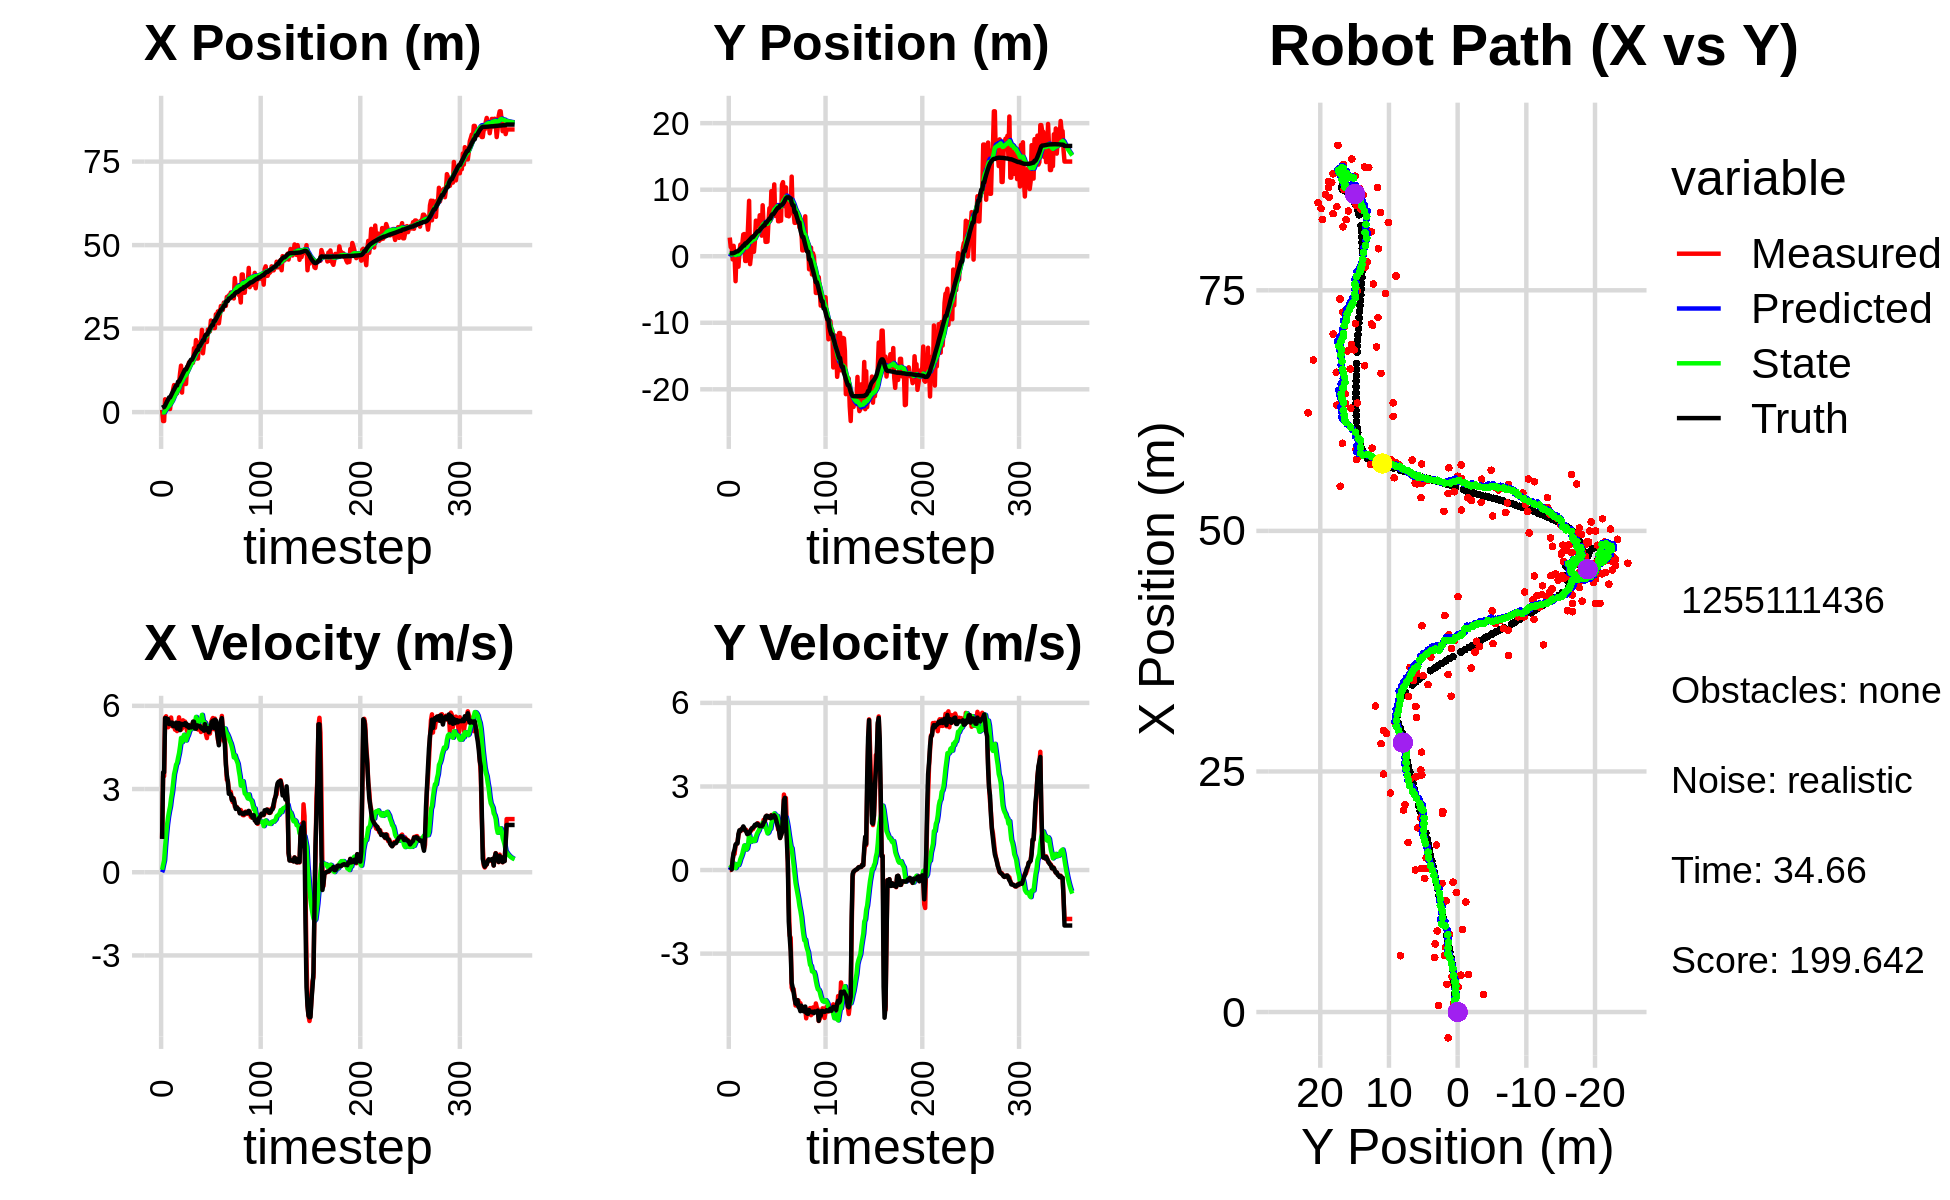 X Position (m)
75
50
25
0
0
100
200
300
timestep
Y Position (m)
20
10
0
-10
-20
0
100
200
300
timestep
X Velocity (m/s)
6
3
0
-3
0
100
200
300
timestep
Y Velocity (m/s)
6
3
0
-3
0
100
200
300
timestep
Robot Path (X vs Y)
X Position (m)
75
50
25
0
20 10 0 -10 -20
Y Position (m)
variable
Measured
Predicted
State
Truth
1255111436
Obstacles: none
Noise: realistic
Time: 34.66
Score: 199.642